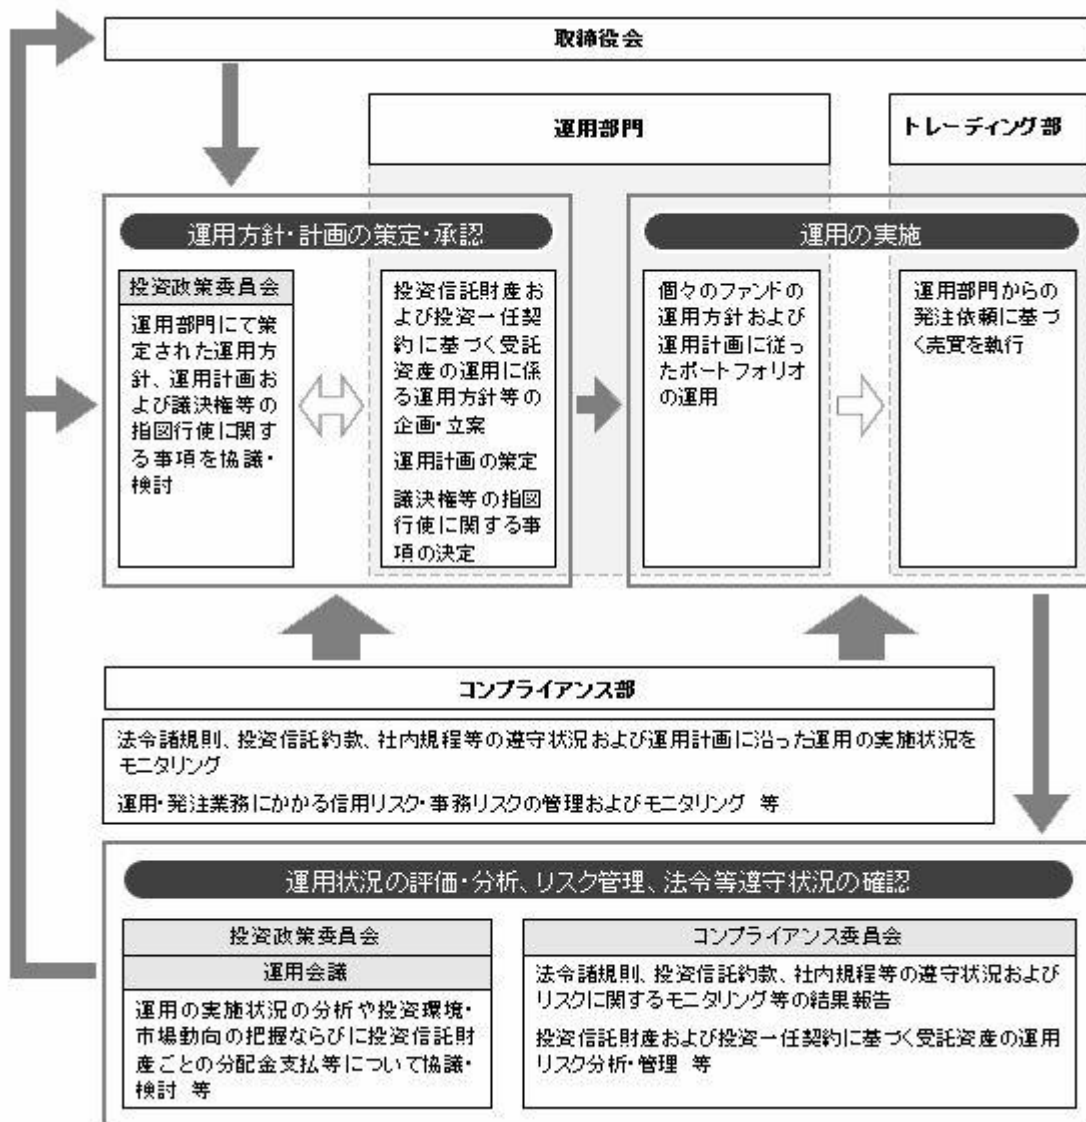 取締役会
運用部門
トレーディング部
運用方針・計画の策定・承認
投資政策委員会
運用部門にて策
定された運用方
針、運用計画お
よび議決権等の
指図行使に関す
る事項を協議・
検討
投資信託財産お
よび投資一任契
約に基づく受託
資産の運用に係
る運用方針等の
企画・立案
運用計画の策定
議決権等の指図
行使に関する事
項の決定
運用の実施
個々のファンドの
運用方針および
運用計画に従っ
たポートフォリオ
の運用
運用部門からの
発注依頼に基づ
く売買を執行
コンプライアンス部
法令諸規則、投資信託約款、社内規程等の遵守状況および運用計画に沿った運用の実施状況を
モニタリング
運用・発注業務にかかる信用リスク・事務リスクの管理およびモニタリング 等
運用状況の評価・分析、リスク管理、法令等遵守状況の確認
投資政策委員会
運用会議
運用の実施状況の分析や投資環境・
市場動向の把握ならびに投資信託財
産ごとの分配金支払等について協議・
検討 等
コンプライアンス委員会
法令諸規則、投資信託約款、社内規程等の遵守状況および
リスクに関するモニタリング等の結果報告
投資信託財産および投資一任契約に基づく受託資産の運用
リスク分析・管理 等